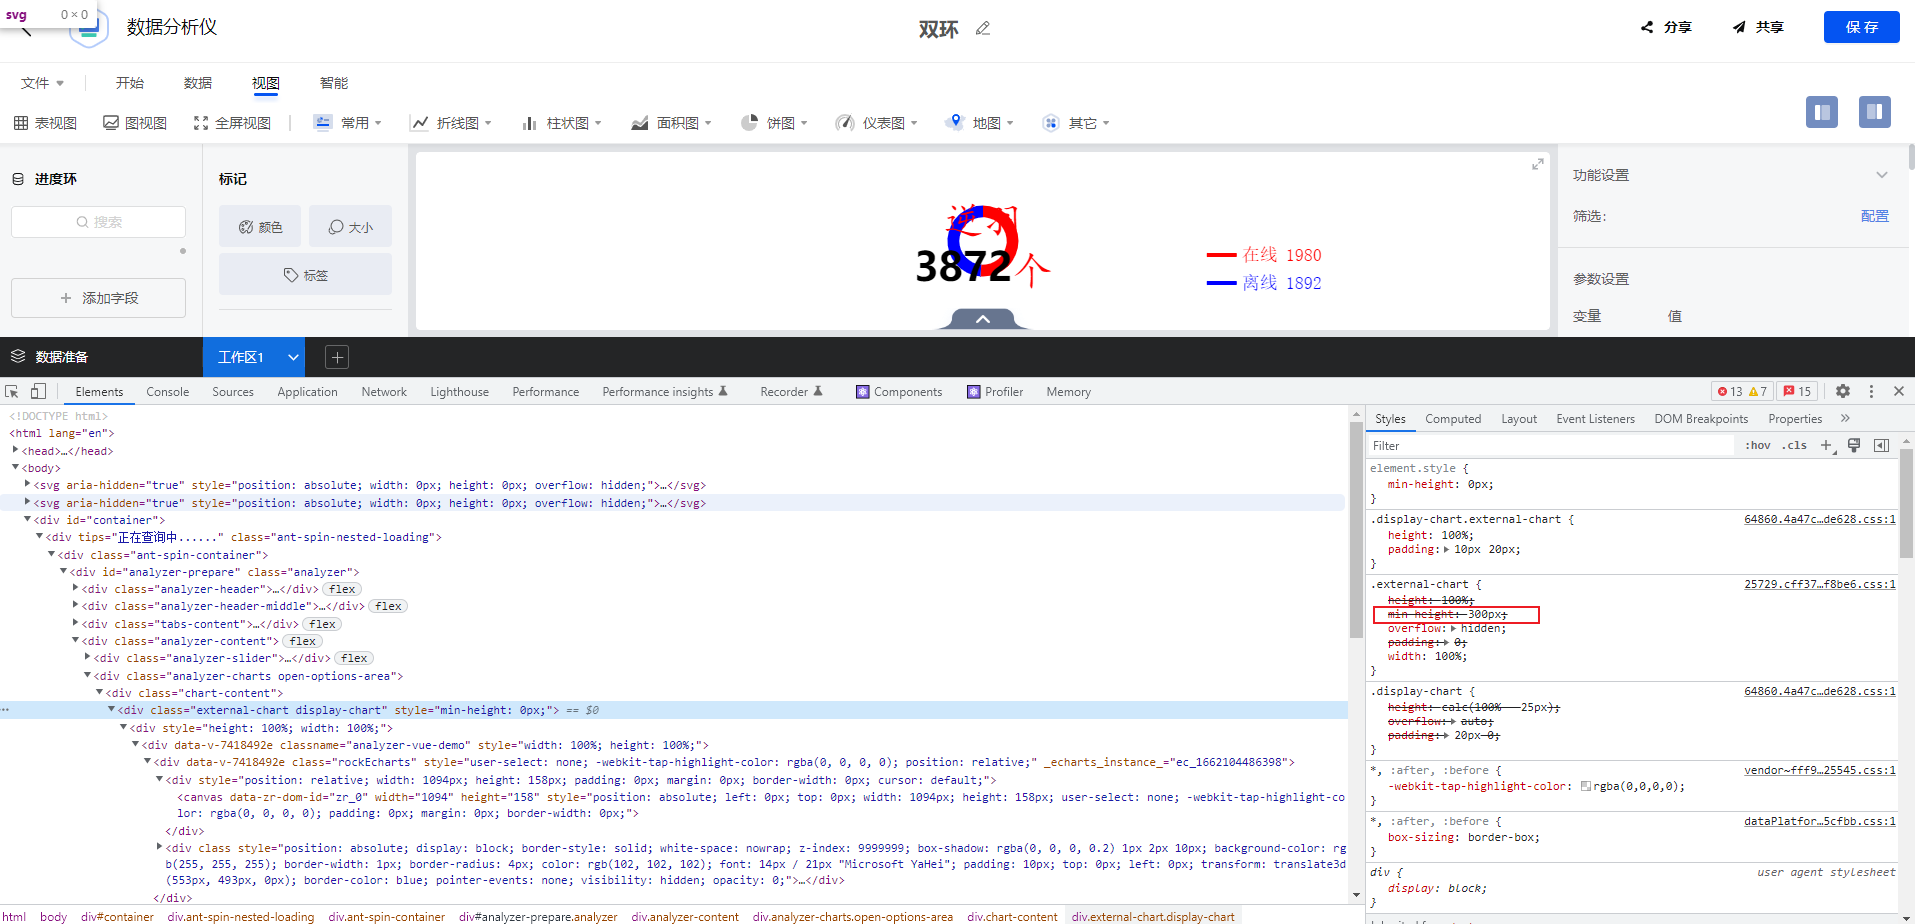 svg 0 × 0
数据分析仪
双环
分享
共享
保 存
文件
开始
数据
视图
智能
表视图
图视图
全屏视图
常用
折线图
柱状图
面积图
饼图
仪表图
地图
其它
进度环
搜索
添加字段
标记
颜色
大小
标签
3872个
在线 1980
离线 1892
功能设置
筛选:
配置
参数设置
变量 值
数据准备
工作区1
Elements Console Sources Application Network Lighthouse Performance Performance insights Recorder Components Profiler Memory
13 7 15
<!DOCTYPE html>
<html lang="en">
<head>…</head>
<body>
<svg aria-hidden="true" style="position: absolute; width: 0px; height: 0px; overflow: hidden;">…</svg>
<svg aria-hidden="true" style="position: absolute; width: 0px; height: 0px; overflow: hidden;">…</svg>
<div id="container">
<div tips="正在查询中......" class="ant-spin-nested-loading">
<div class="ant-spin-container">
<div id="analyzer-prepare" class="analyzer">
<div class="analyzer-header">…</div> flex
<div class="analyzer-header-middle">…</div> flex
<div class="tabs-content">…</div> flex
<div class="analyzer-content"> flex
<div class="analyzer-slider">…</div> flex
<div class="analyzer-charts open-options-area">
<div class="chart-content">
<div class="external-chart display-chart" style="min-height: 0px;"> == $0
<div style="height: 100%; width: 100%;">
<div data-v-7418492e classname="analyzer-vue-demo" style="width: 100%; height: 100%;">
<div data-v-7418492e class="rockEcharts" style="user-select: none; -webkit-tap-highlight-color: rgba(0, 0, 0, 0); position: relative;" _echarts_instance_="ec_1662104486398">
<div style="position: relative; width: 1094px; height: 158px; padding: 0px; margin: 0px; border-width: 0px; cursor: default;">
<canvas data-zr-dom-id="zr_0" width="1094" height="158" style="position: absolute; left: 0px; top: 0px; width: 1094px; height: 158px; user-select: none; -webkit-tap-highlight-co
lor: rgba(0, 0, 0, 0); padding: 0px; margin: 0px; border-width: 0px;">
</div>
<div class style="position: absolute; display: block; border-style: solid; white-space: nowrap; z-index: 9999999; box-shadow: rgba(0, 0, 0, 0.2) 1px 2px 10px; background-color: rg
b(255, 255, 255); border-width: 1px; border-radius: 4px; color: rgb(102, 102, 102); font: 14px / 21px "Microsoft YaHei"; padding: 10px; top: 0px; left: 0px; transform: translate3d
(553px, 493px, 0px); border-color: blue; pointer-events: none; visibility: hidden; opacity: 0;">…</div>
</div>
html body div#container div.ant-spin-nested-loading div.ant-spin-container div#analyzer-prepare.analyzer div.analyzer-content div.analyzer-charts.open-options-area div.chart-content div.external-chart.display-chart
Styles Computed Layout Event Listeners DOM Breakpoints Properties
Filter :hov .cls
element.style {
min-height: 0px;
}
.display-chart.external-chart { 64860.4a47c…de628.css:1
height: 100%;
padding: 10px 20px;
}
.external-chart { 25729.cff37…f8be6.css:1
height: 100%;
min-height: 300px;
overflow: hidden;
padding: 0;
width: 100%;
}
.display-chart { 64860.4a47c…de628.css:1
height: calc(100% - 25px);
overflow: auto;
padding: 20px 0;
}
*, :after, :before { vendor~fff9…25545.css:1
-webkit-tap-highlight-color: rgba(0,0,0,0);
}
*, :after, :before { dataPlatfor…5cfbb.css:1
box-sizing: border-box;
}
div { user agent stylesheet
display: block;
}